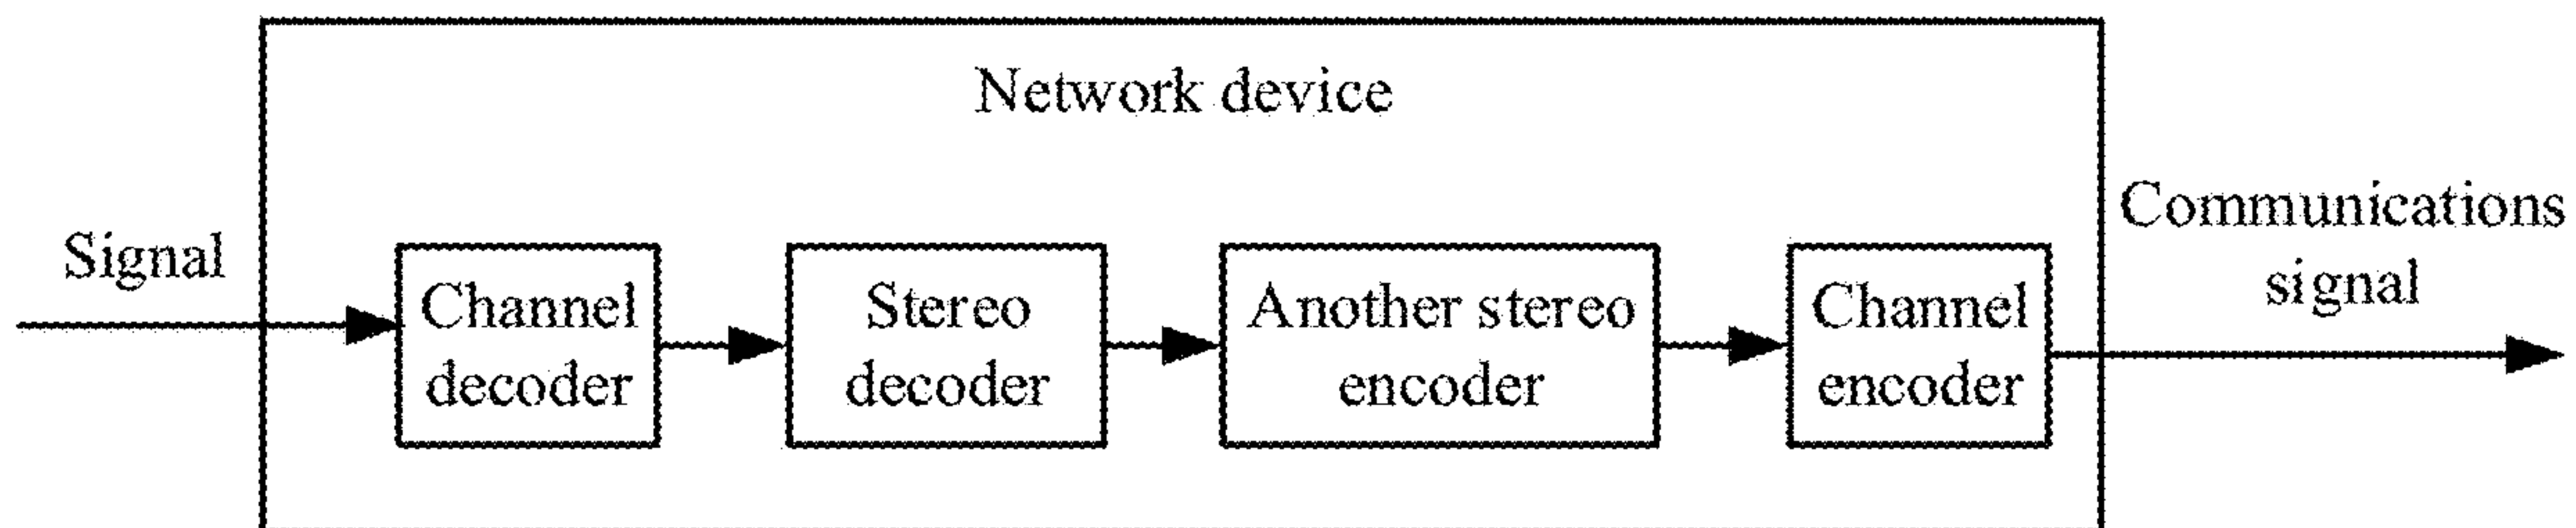 Network device
Signal
Channel
decoder
Stereo
decoder
Another stereo
encoder
Channel
encoder
Communications
signal